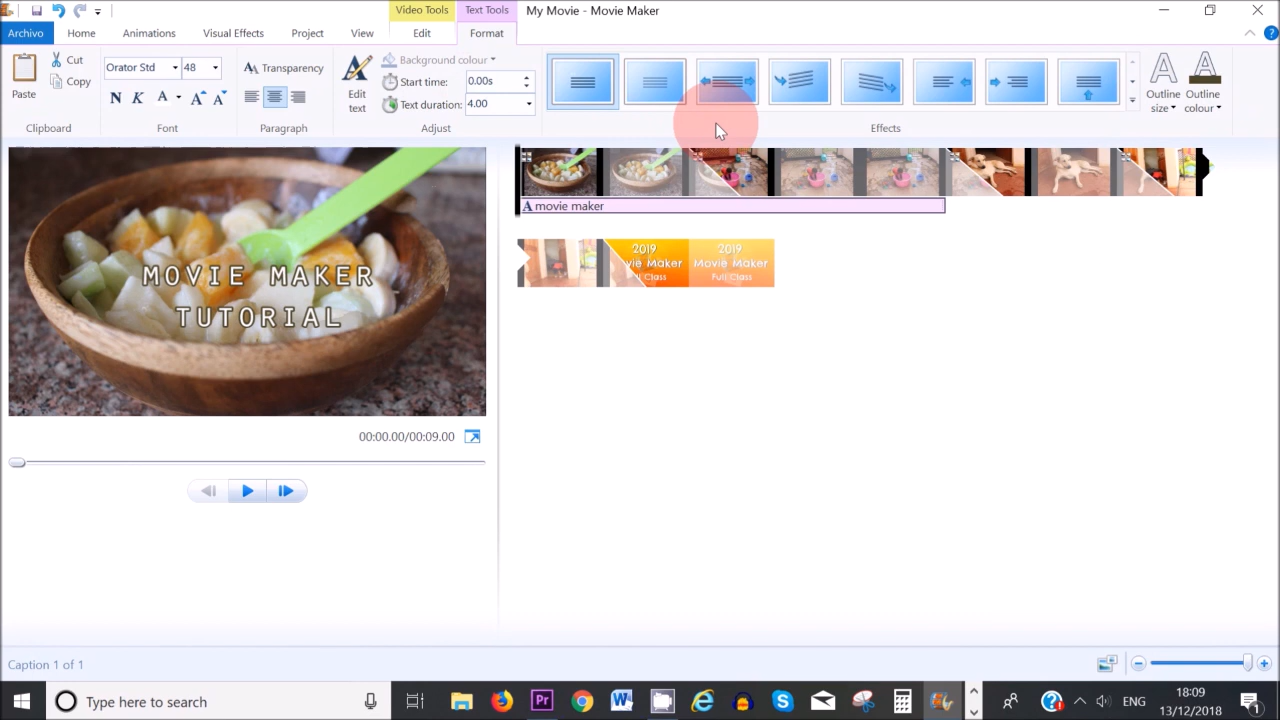 Video Tools
Text Tools
My Movie - Movie Maker
Archivo
Home
Animations
Visual Effects
Project
View
Edit
Format
Paste
Cut
Copy
Clipboard
Orator Std
48
N K A A A
Font
Transparency
Paragraph
Edit
text
Background colour
Start time:
0.00s
Text duration:
4.00
Adjust
Effects
Outline
size
Outline
colour
MOVIE MAKER
TUTORIAL
A movie maker
2019
vie Maker
ll Class
2019
Movie Maker
Full Class
00:00.00/00:09.00
Caption 1 of 1
Type here to search
Pr
W
ENG
18:09
13/12/2018
1